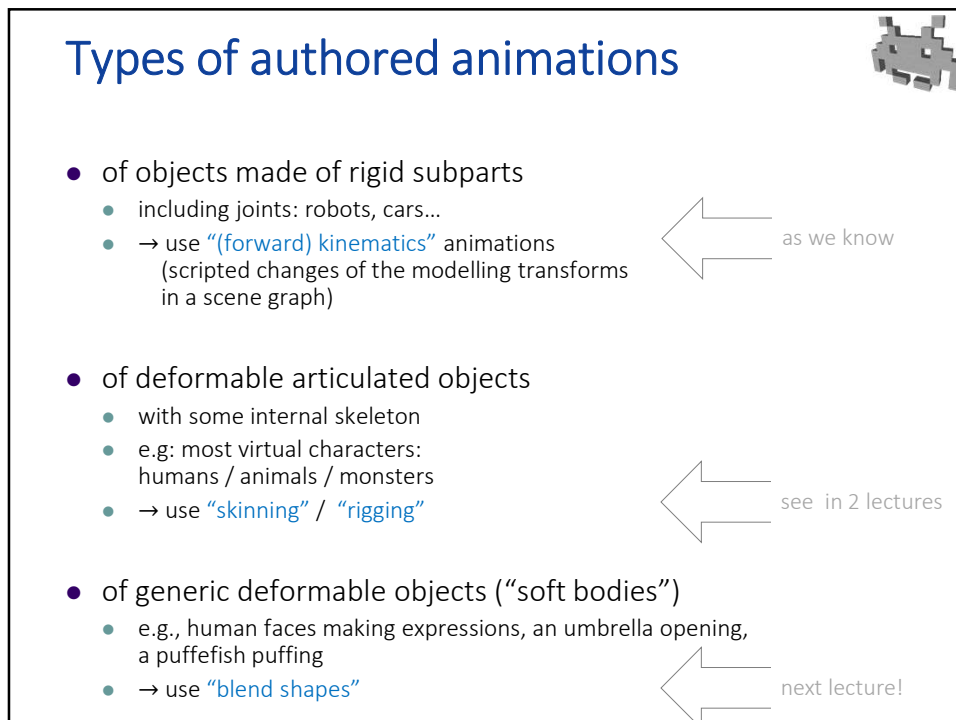 Types of authored animations
of objects made of rigid subparts
including joints: robots, cars…
→ use “(forward) kinematics” animations
(scripted changes of the modelling transforms
in a scene graph)
as we know
of deformable articulated objects
with some internal skeleton
e.g: most virtual characters:
humans / animals / monsters
→ use “skinning” / “rigging”
see in 2 lectures
of generic deformable objects (“soft bodies”)
e.g., human faces making expressions, an umbrella opening,
a puffefish puffing
→ use “blend shapes”
next lecture!